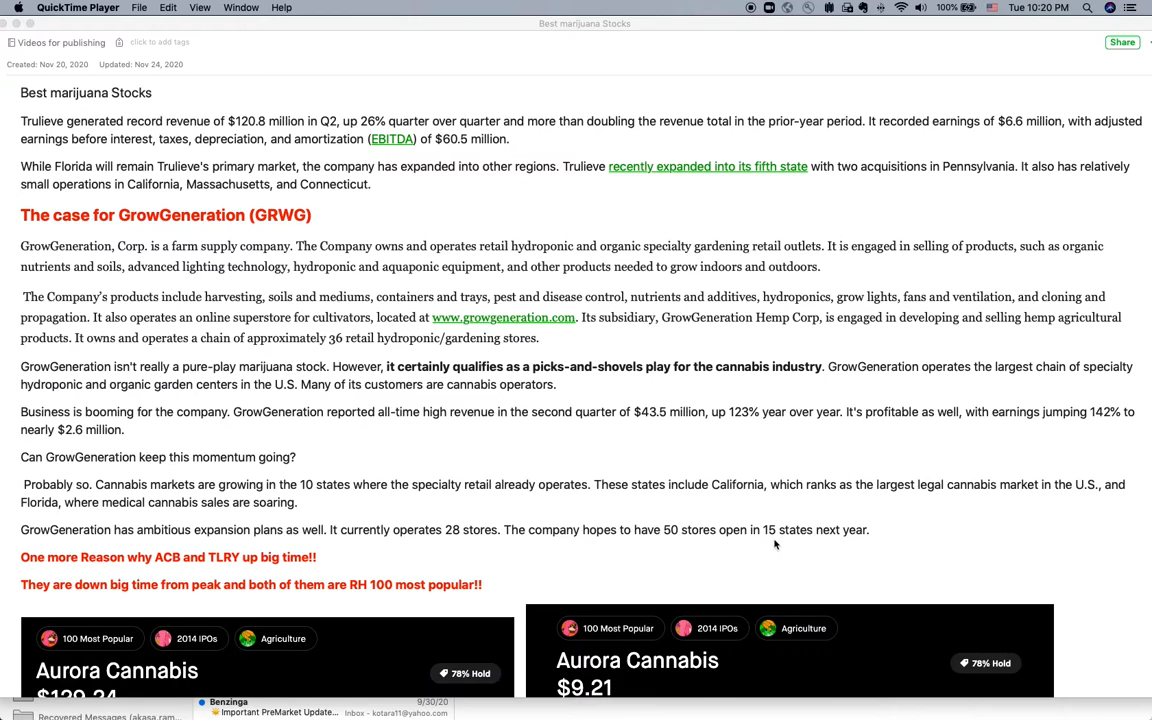 QuickTime Player File Edit View Window Help 100% Tue 10:20 PM
Best marijuana Stocks
Videos for publishing click to add tags Share
Created: Nov 20, 2020 Updated: Nov 24, 2020
Best marijuana Stocks
Trulieve generated record revenue of $120.8 million in Q2, up 26% quarter over quarter and more than doubling the revenue total in the prior-year period. It recorded earnings of $6.6 million, with adjusted
earnings before interest, taxes, depreciation, and amortization (EBITDA) of $60.5 million.
While Florida will remain Trulieve's primary market, the company has expanded into other regions. Trulieve recently expanded into its fifth state with two acquisitions in Pennsylvania. It also has relatively
small operations in California, Massachusetts, and Connecticut.
The case for GrowGeneration (GRWG)
GrowGeneration, Corp. is a farm supply company. The Company owns and operates retail hydroponic and organic specialty gardening retail outlets. It is engaged in selling of products, such as organic
nutrients and soils, advanced lighting technology, hydroponic and aquaponic equipment, and other products needed to grow indoors and outdoors.
The Company's products include harvesting, soils and mediums, containers and trays, pest and disease control, nutrients and additives, hydroponics, grow lights, fans and ventilation, and cloning and
propagation. It also operates an online superstore for cultivators, located at www.growgeneration.com. Its subsidiary, GrowGeneration Hemp Corp, is engaged in developing and selling hemp agricultural
products. It owns and operates a chain of approximately 36 retail hydroponic/gardening stores.
GrowGeneration isn't really a pure-play marijuana stock. However, it certainly qualifies as a picks-and-shovels play for the cannabis industry. GrowGeneration operates the largest chain of specialty
hydroponic and organic garden centers in the U.S. Many of its customers are cannabis operators.
Business is booming for the company. GrowGeneration reported all-time high revenue in the second quarter of $43.5 million, up 123% year over year. It's profitable as well, with earnings jumping 142% to
nearly $2.6 million.
Can GrowGeneration keep this momentum going?
Probably so. Cannabis markets are growing in the 10 states where the specialty retail already operates. These states include California, which ranks as the largest legal cannabis market in the U.S., and
Florida, where medical cannabis sales are soaring.
GrowGeneration has ambitious expansion plans as well. It currently operates 28 stores. The company hopes to have 50 stores open in 15 states next year.
One more Reason why ACB and TLRY up big time!!
They are down big time from peak and both of them are RH 100 most popular!!
100 Most Popular 2014 IPOs Agriculture
Aurora Cannabis 78% Hold
$129.24
100 Most Popular 2014 IPOs Agriculture
Aurora Cannabis 78% Hold
$9.21
Benzinga 9/30/20
Recovered Messages (akasa.ram... Important PreMarket Update... Inbox - kotara11@yahoo.com